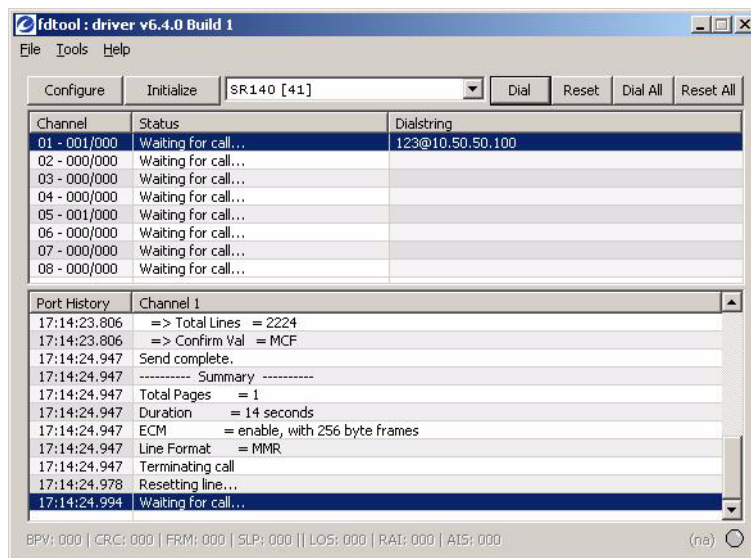 fdtool : driver v6.4.0 Build 1
File Tools Help
Configure Initialize SR140 [41] Dial Reset Dial All Reset All
Channel Status Dialstring
01 - 001/000 Waiting for call... 123@10.50.50.100
02 - 000/000 Waiting for call...
03 - 000/000 Waiting for call...
04 - 000/000 Waiting for call...
05 - 001/000 Waiting for call...
06 - 000/000 Waiting for call...
07 - 000/000 Waiting for call...
08 - 000/000 Waiting for call...
Port History Channel 1
17:14:23.806 => Total Lines = 2224
17:14:23.806 => Confirm Val = MCF
17:14:24.947 Send complete.
17:14:24.947 ---------- Summary ----------
17:14:24.947 Total Pages = 1
17:14:24.947 Duration = 14 seconds
17:14:24.947 ECM = enable, with 256 byte frames
17:14:24.947 Line Format = MMR
17:14:24.947 Terminating call
17:14:24.978 Resetting line...
17:14:24.994 Waiting for call...
BPV: 000 | CRC: 000 | FRM: 000 | SLP: 000 || LOS: 000 | RAI: 000 | AIS: 000 (na)